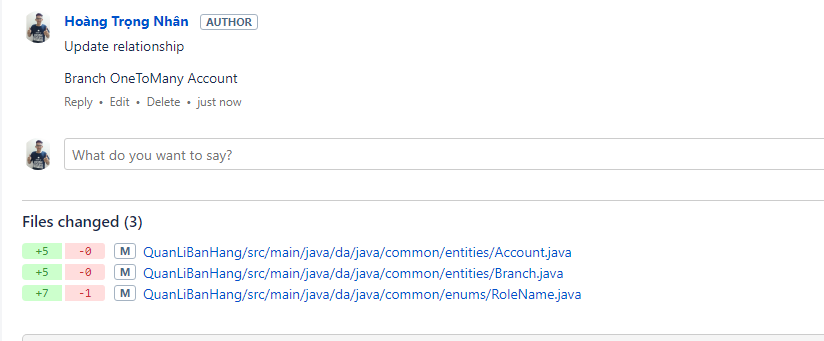 Hoàng Trọng Nhân AUTHOR
Update relationship
Branch OneToMany Account
Reply • Edit • Delete • just now
What do you want to say?
Files changed (3)
+5 -0 M QuanLiBanHang/src/main/java/da/java/common/entities/Account.java
+5 -0 M QuanLiBanHang/src/main/java/da/java/common/entities/Branch.java
+7 -1 M QuanLiBanHang/src/main/java/da/java/common/enums/RoleName.java